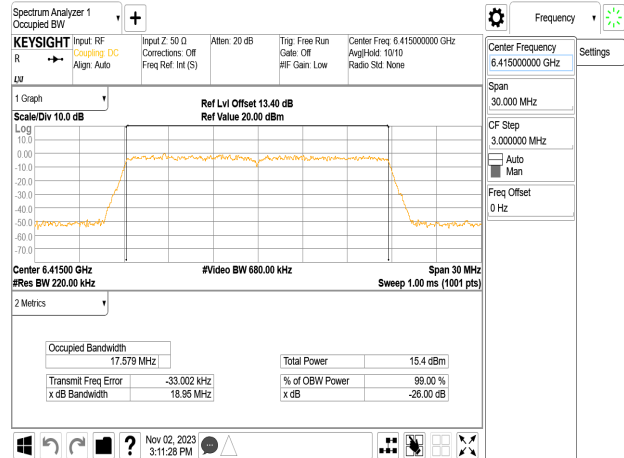 Spectrum Analyzer 1
Occupied BW
Frequency
KEYSIGHT
R
LXI
Input: RF
Coupling: DC
Align: Auto
Input Z: 50 Ω
Corrections: Off
Freq Ref: Int (S)
Atten: 20 dB
Trig: Free Run
Gate: Off
#IF Gain: Low
Center Freq: 6.415000000 GHz
Avg|Hold: 10/10
Radio Std: None
Center Frequency
6.415000000 GHz
Settings
Span
30.000 MHz
CF Step
3.000000 MHz
Auto
Man
Freq Offset
0 Hz
1 Graph
Scale/Div 10.0 dB
Ref Lvl Offset 13.40 dB
Ref Value 20.00 dBm
Log
10.0
0.00
-10.0
-20.0
-30.0
-40.0
-50.0
-60.0
-70.0
Center 6.41500 GHz
#Res BW 220.00 kHz
#Video BW 680.00 kHz
Span 30 MHz
Sweep 1.00 ms (1001 pts)
2 Metrics
Occupied Bandwidth
17.579 MHz
Total Power 15.4 dBm
Transmit Freq Error -33.002 kHz
% of OBW Power 99.00 %
x dB Bandwidth 18.95 MHz
x dB -26.00 dB
?
Nov 02, 2023
3:11:28 PM